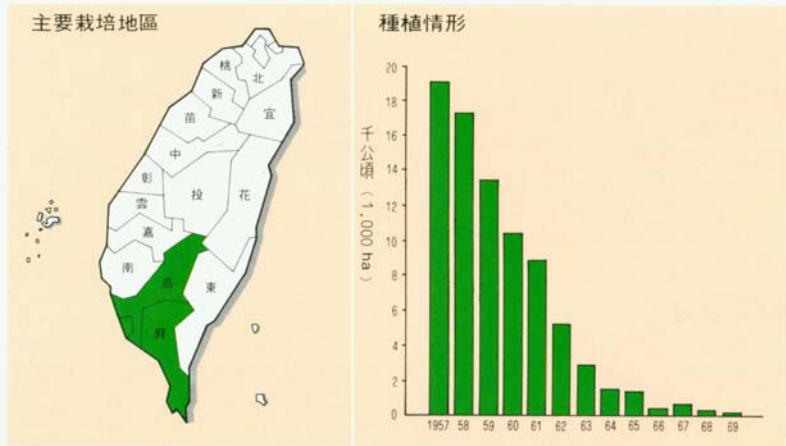 主要栽培地區
桃
北
新
苗
宜
中
彰
投
花
雲
嘉
南
高
東
屏
種植情形
千公頃(1,000 ha)
20
18
16
14
12
10
8
6
4
2
0
1957 58 59 60 61 62 63 64 65 66 67 68 69